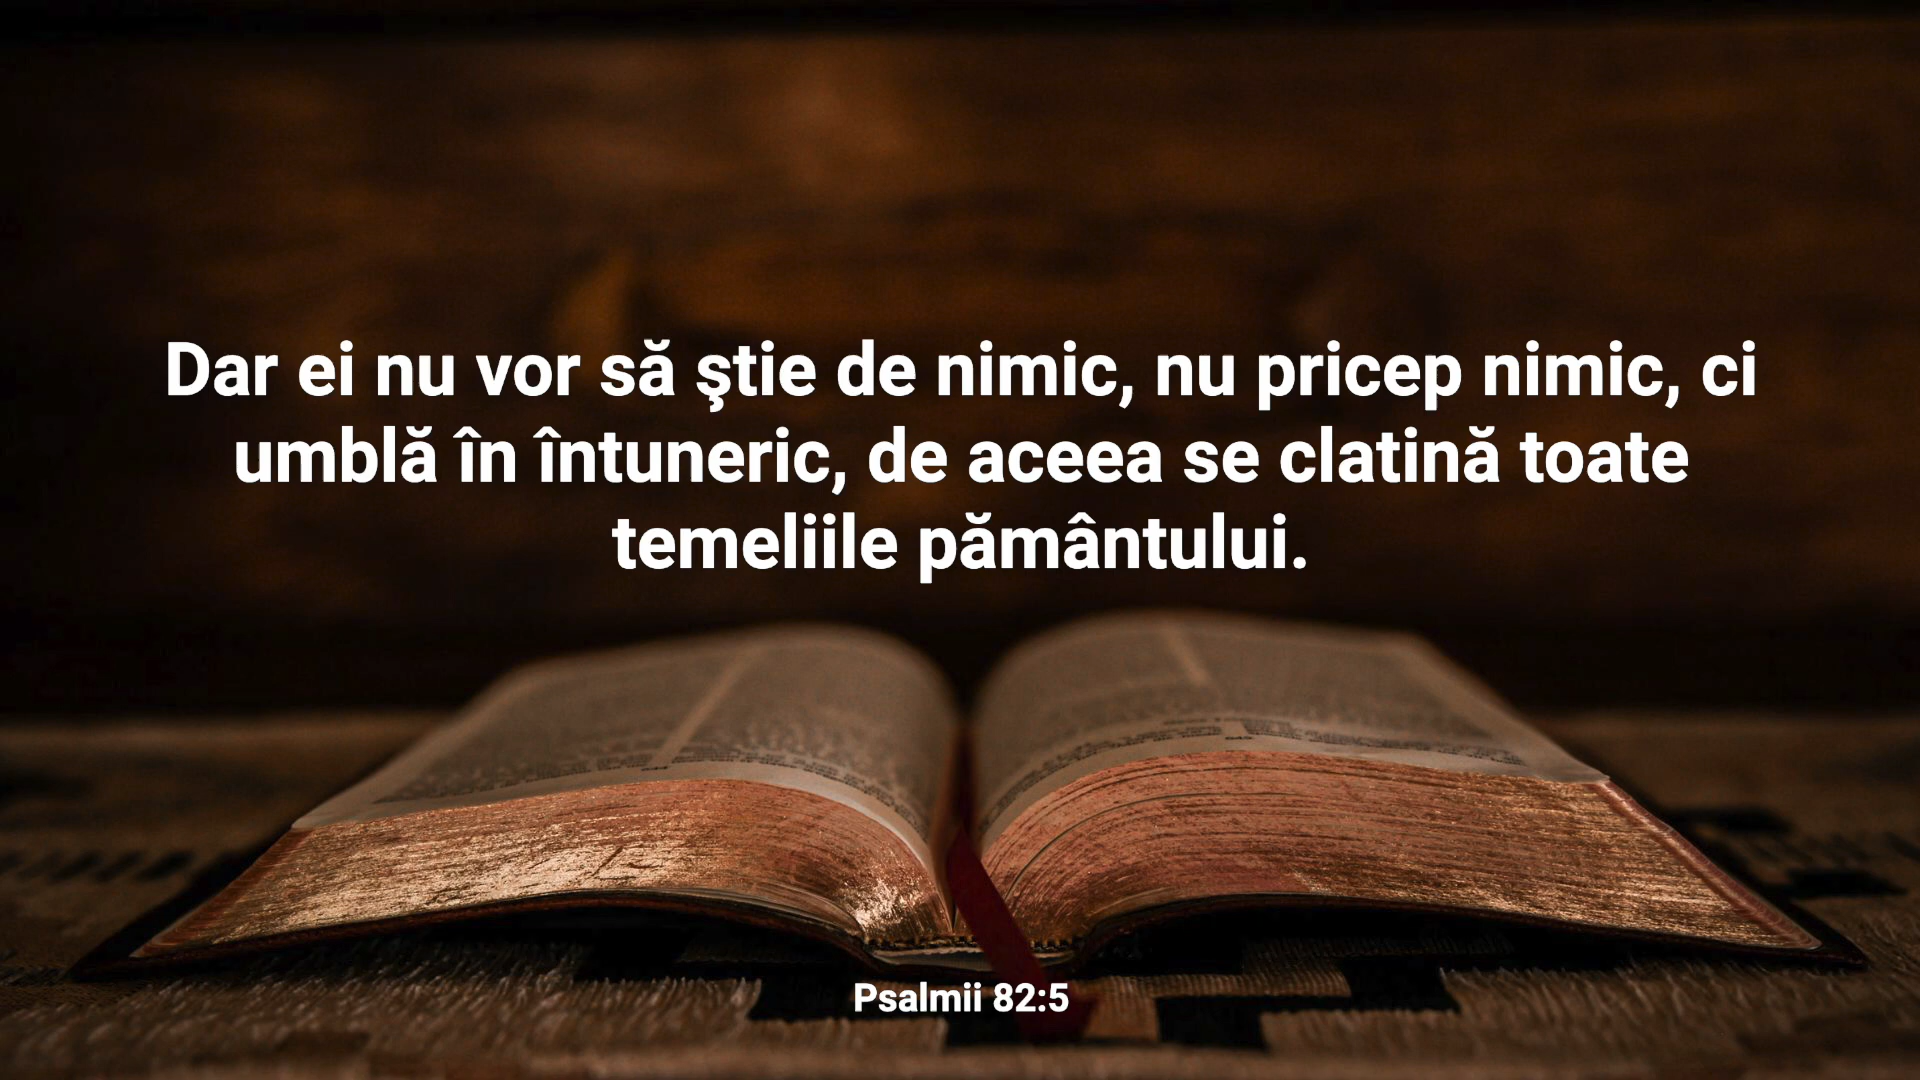 Dar ei nu vor să ştie de nimic, nu pricep nimic, ci
umblă în întuneric, de aceea se clatină toate
temeliile pământului.
Psalmii 82:5